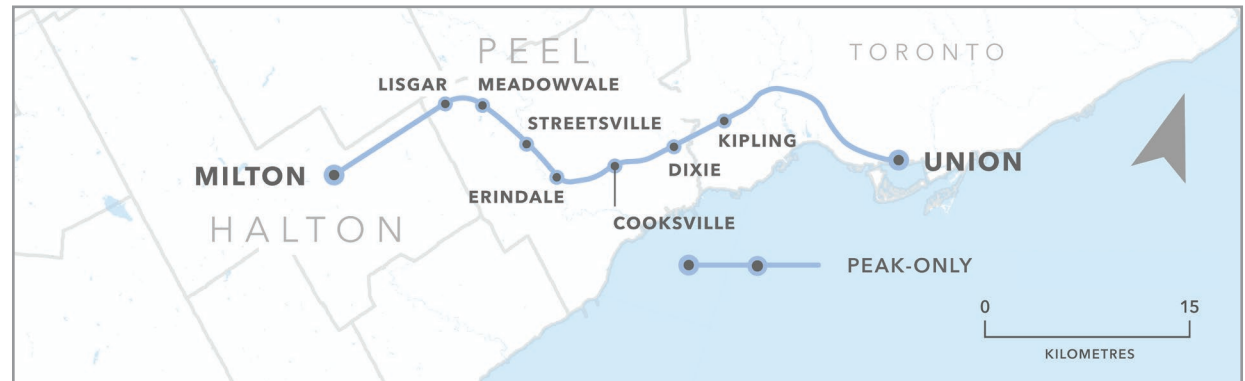 PEEL
TORONTO
LISGAR
MEADOWVALE
STREETSVILLE
KIPLING
MILTON
UNION
DIXIE
ERINDALE
COOKSVILLE
HALTON
PEAK-ONLY
0 15
KILOMETRES